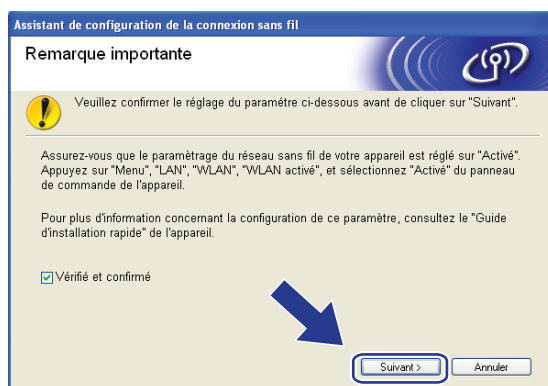 Assistant de configuration de la connexion sans fil
Remarque importante
Veuillez confirmer le réglage du paramétre ci-dessous avant de cliquer sur "Suivant".
Assurez-vous que le paramètrage du réseau sans fil de votre appareil est réglé sur "Activé".
Appuyez sur "Menu", "LAN", "WLAN", "WLAN activé", et sélectionnez "Activé" du panneau
de commande de l'appareil.
Pour plus d'information concernant la configuration de ce paramètre, consultez le "Guide
d'installation rapide" de l'appareil.
Vérifié et confirmé
Suivant >
Annuler